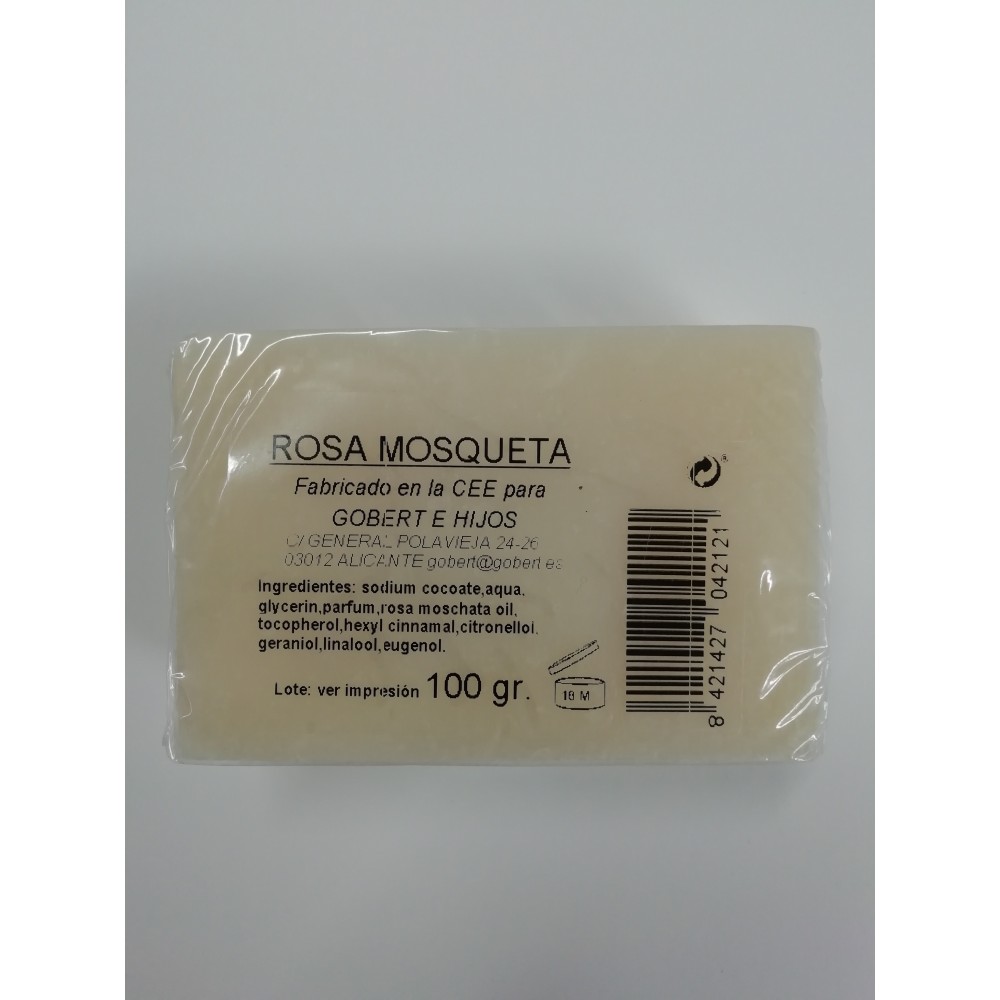 ROSA MOSQUETA
Fabricado en la CEE para
GOBERT E HIJOS
C/ GENERAL POLAVIEJA 24-26
03012 ALICANTE gobert@gobert.es
Ingredientes: sodium cocoate,aqua,
glycerin,parfum,rosa moschata oil,
tocopherol,hexyl cinnamal,citronellol,
geraniol,linalool,eugenol.
Lote: ver impresión 100 gr.
18 M
8 421427 042121